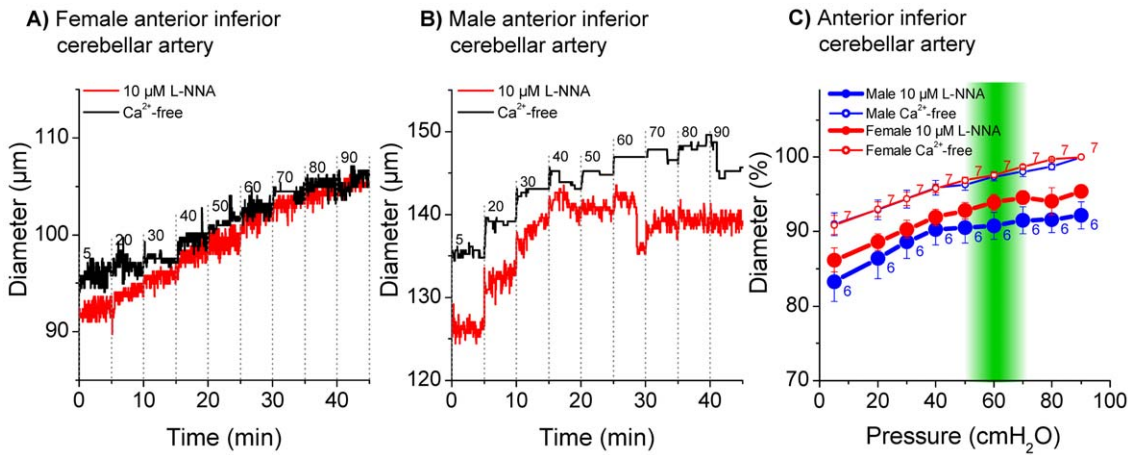 A) Female anterior inferior
cerebellar artery
10 µM L-NNA
Ca²⁺-free
110
100
90
Diameter (µm)
5
20
30
40
50
60
70
80
90
0
10
20
30
40
Time (min)
B) Male anterior inferior
cerebellar artery
10 µM L-NNA
Ca²⁺-free
150
140
130
120
Diameter (µm)
5
20
30
40
50
60
70
80
90
0
10
20
30
40
Time (min)
C) Anterior inferior
cerebellar artery
Male 10 µM L-NNA
Male Ca²⁺-free
Female 10 µM L-NNA
Female Ca²⁺-free
100
90
80
70
Diameter (%)
7 7 7 7 7 7 7 7 7
6 6 6 6 6 6 6 6 6
0
20
40
60
80
100
Pressure (cmH₂O)